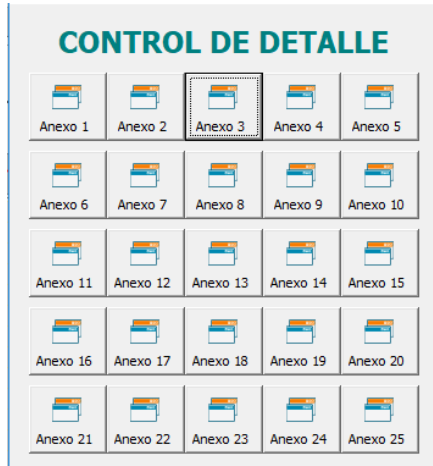 CONTROL DE DETALLE
Anexo 1 Anexo 2 Anexo 3 Anexo 4 Anexo 5
Anexo 6 Anexo 7 Anexo 8 Anexo 9 Anexo 10
Anexo 11 Anexo 12 Anexo 13 Anexo 14 Anexo 15
Anexo 16 Anexo 17 Anexo 18 Anexo 19 Anexo 20
Anexo 21 Anexo 22 Anexo 23 Anexo 24 Anexo 25